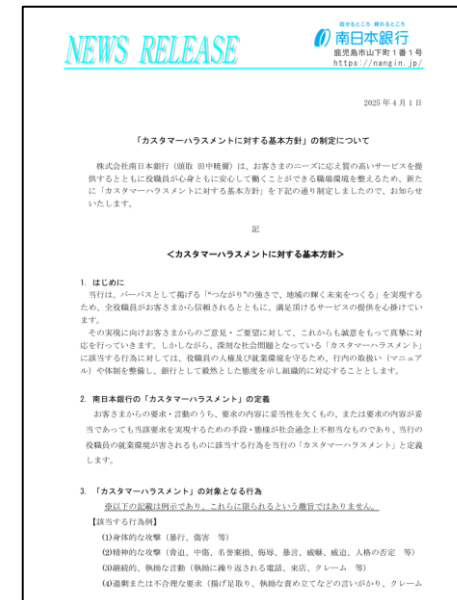 NEWS RELEASE
話せるところ 頼れるところ
南日本銀行
鹿児島市山下町1番1号
https://nangin.jp/
2025年4月1日
「カスタマーハラスメントに対する基本方針」の制定について
株式会社南日本銀行（頭取 田中暁爾）は、お客さまのニーズに応え質の高いサービスを提
供するとともに役職員が心身ともに安心して働くことができる職場環境を整えるため、新た
に「カスタマーハラスメントに対する基本方針」を下記の通り制定しましたので、お知らせ
いたします。
記
＜カスタマーハラスメントに対する基本方針＞
1. はじめに
当行は、パーパスとして掲げる「“つながり”の強さで、地域の輝く未来をつくる」を実現する
ため、全役職員がお客さまから信頼されるとともに、満足頂けるサービスの提供を心掛けてい
ます。
その実現に向けお客さまからのご意見・ご要望に対して、これからも誠意をもって真摯に対
応を行っていきます。しかしながら、深刻な社会問題となっている「カスタマーハラスメント」
に該当する行為に対しては、役職員の人権及び就業環境を守るため、行内の取扱い（マニュア
ル）や体制を整備し、銀行として毅然とした態度を示し組織的に対応することとします。
2. 南日本銀行の「カスタマーハラスメント」の定義
お客さまからの要求・言動のうち、要求の内容に妥当性を欠くもの、または要求の内容が妥
当であっても当該要求を実現するための手段・態様が社会通念上不相当なものであり、当行の
役職員の就業環境が害されるものに該当する行為を当行の「カスタマーハラスメント」と定義
します。
3. 「カスタマーハラスメント」の対象となる行為
※以下の記載は例示であり、これらに限られるという趣旨ではありません。
【該当する行為例】
(1)身体的な攻撃（暴行、傷害 等）
(2)精神的な攻撃（脅迫、中傷、名誉棄損、侮辱、暴言、威嚇、威迫、人格の否定 等）
(3)継続的、執拗な言動（執拗に繰り返される電話、来店、クレーム 等）
(4)過剰または不合理な要求（揚げ足取り、執拗な責め立てなどの言いがかり、クレーム